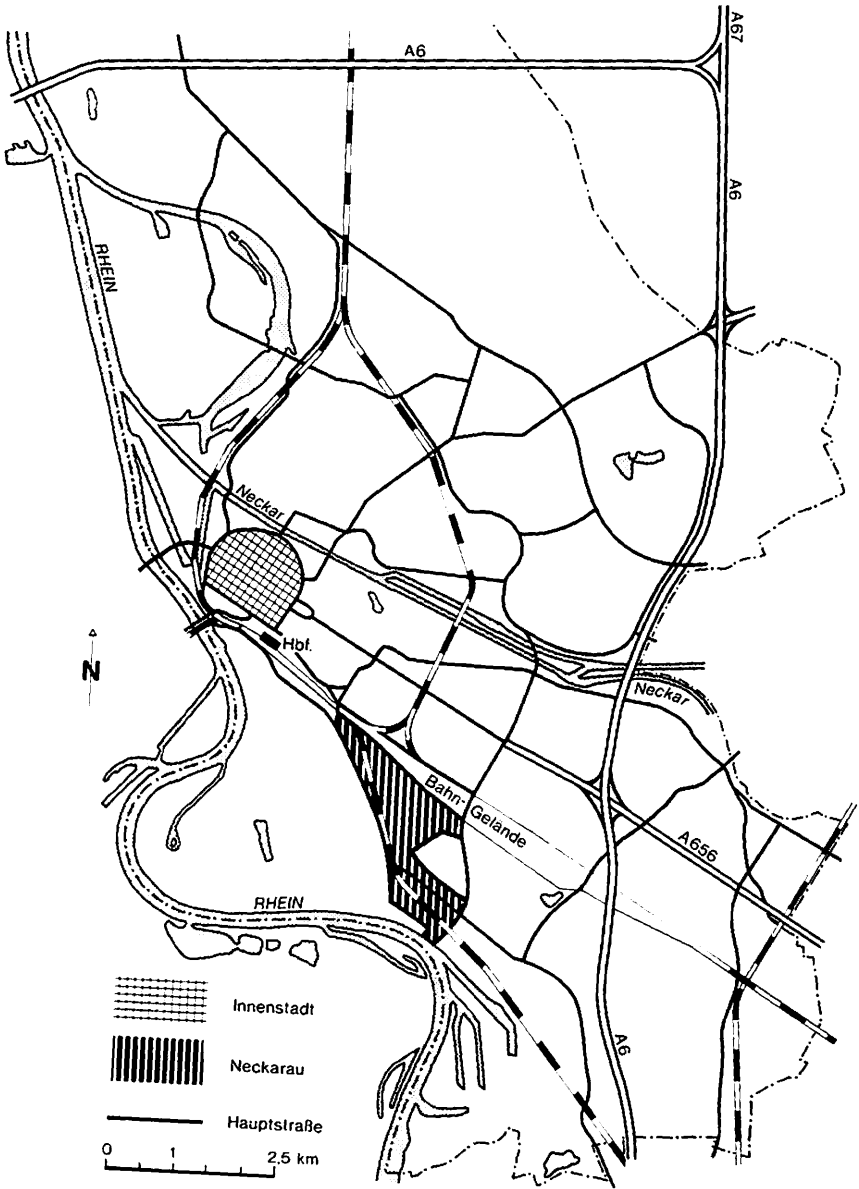 A6
A67
A6
RHEIN
Neckar
Hbf.
N
Neckar
Bahn-Gelände
A656
RHEIN
Innenstadt
Neckarau
A6
Hauptstraße
0 1 2,5 km